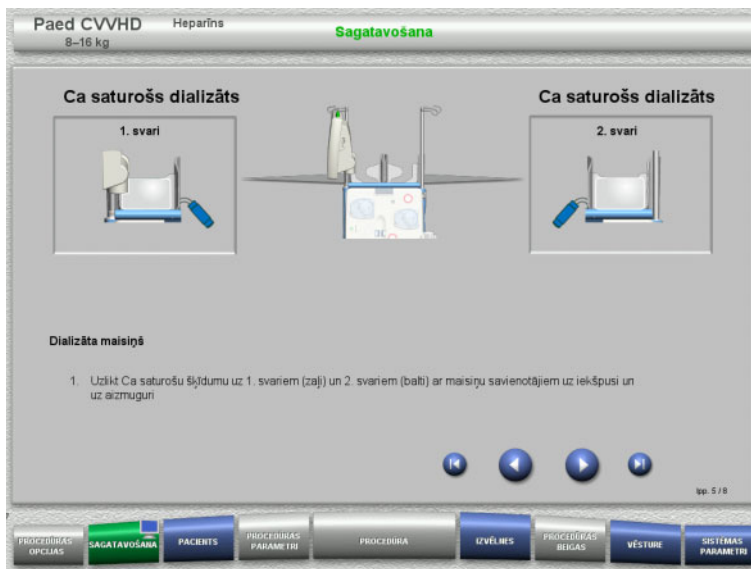 Paed CVVHD Heparīns
8–16 kg
Sagatavošana
Ca saturošs dializāts
Ca saturošs dializāts
1. svari
2. svari
Dializāta maisiņš
1. Uzlikt Ca saturošu šķīdumu uz 1. svariem (zaļi) un 2. svariem (balti) ar maisiņu savienotājiem uz iekšpusi un
uz aizmuguri
lpp. 5 / 8
PROCEDŪRAS
OPCIJAS
SAGATAVOŠANA
PACIENTS
PROCEDŪRAS
PARAMETRI
PROCEDŪRA
IZVĒLNES
PROCEDŪRAS
BEIGAS
VĒSTURE
SISTĒMAS
PARAMETRI